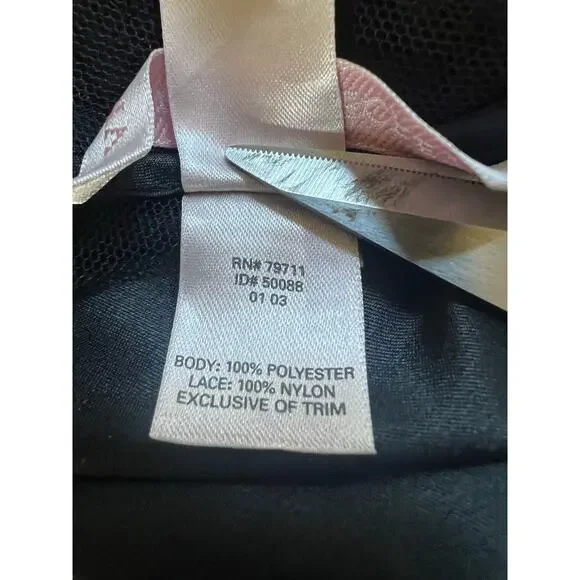 RN# 79711
ID# 50088
01 03
BODY: 100% POLYESTER
LACE: 100% NYLON
EXCLUSIVE OF TRIM